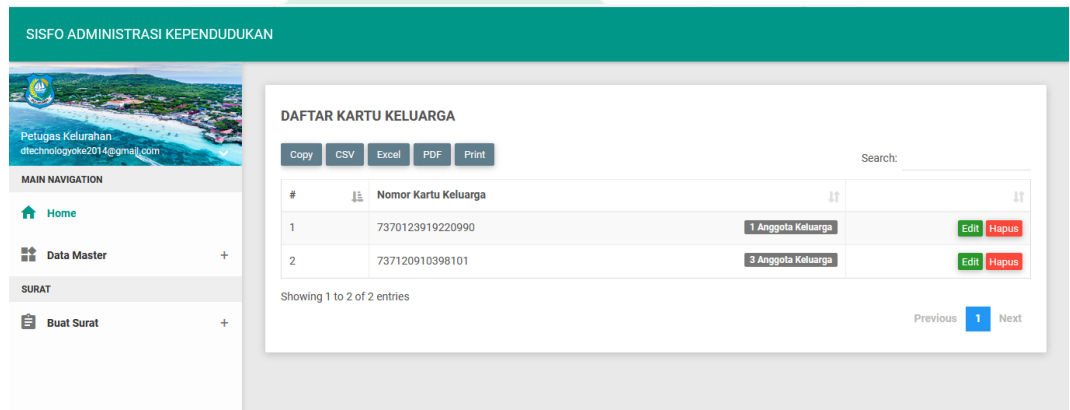 SISFO ADMINISTRASI KEPENDUDUKAN
Petugas Kelurahan
dtechnologyoke2014@gmail.com
MAIN NAVIGATION
Home
Data Master +
SURAT
Buat Surat +
DAFTAR KARTU KELUARGA
Copy CSV Excel PDF Print
Search:
# Nomor Kartu Keluarga
1 7370123919220990 1 Anggota Keluarga Edit Hapus
2 737120910398101 3 Anggota Keluarga Edit Hapus
Showing 1 to 2 of 2 entries
Previous 1 Next